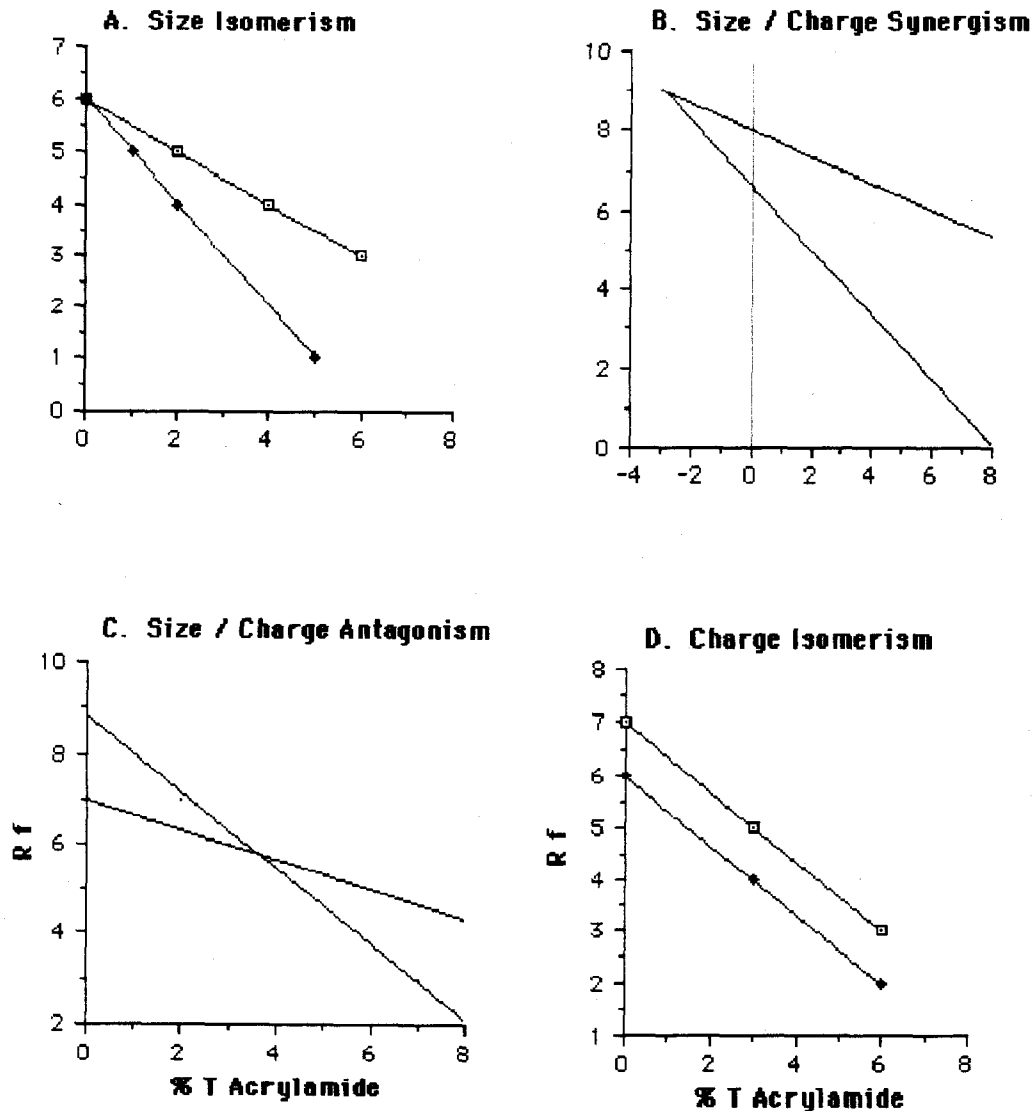 A. Size Isomerism
7
6
5
4
3
2
1
0
0 2 4 6 8
B. Size / Charge Synergism
10
8
6
4
2
0
-4 -2 0 2 4 6 8
C. Size / Charge Antagonism
10
8
6
4
2
R f
0 2 4 6 8
% T Acrylamide
D. Charge Isomerism
8
7
6
5
4
3
2
1
R f
0 2 4 6 8
% T Acrylamide